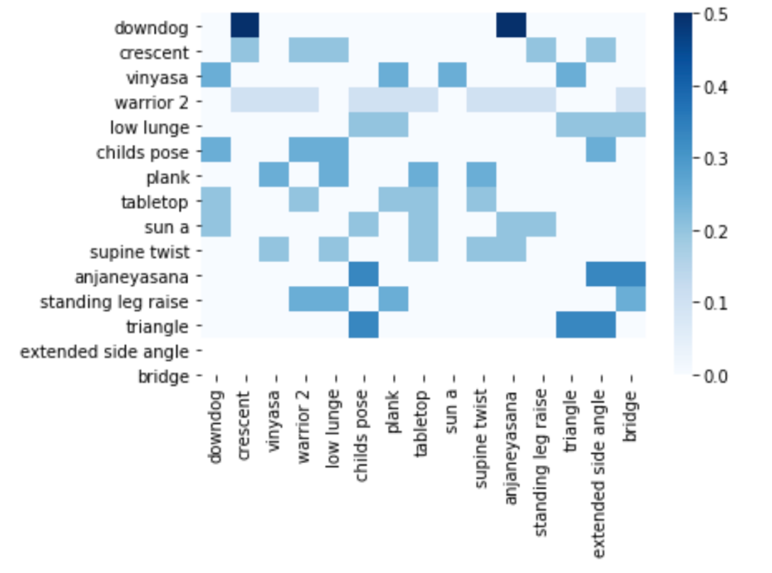 downdog
crescent
vinyasa
warrior 2
low lunge
childs pose
plank
tabletop
sun a
supine twist
anjaneyasana
standing leg raise
triangle
extended side angle
bridge
downdog
crescent
vinyasa
warrior 2
low lunge
childs pose
plank
tabletop
sun a
supine twist
anjaneyasana
standing leg raise
triangle
extended side angle
bridge
0.5
0.4
0.3
0.2
0.1
0.0